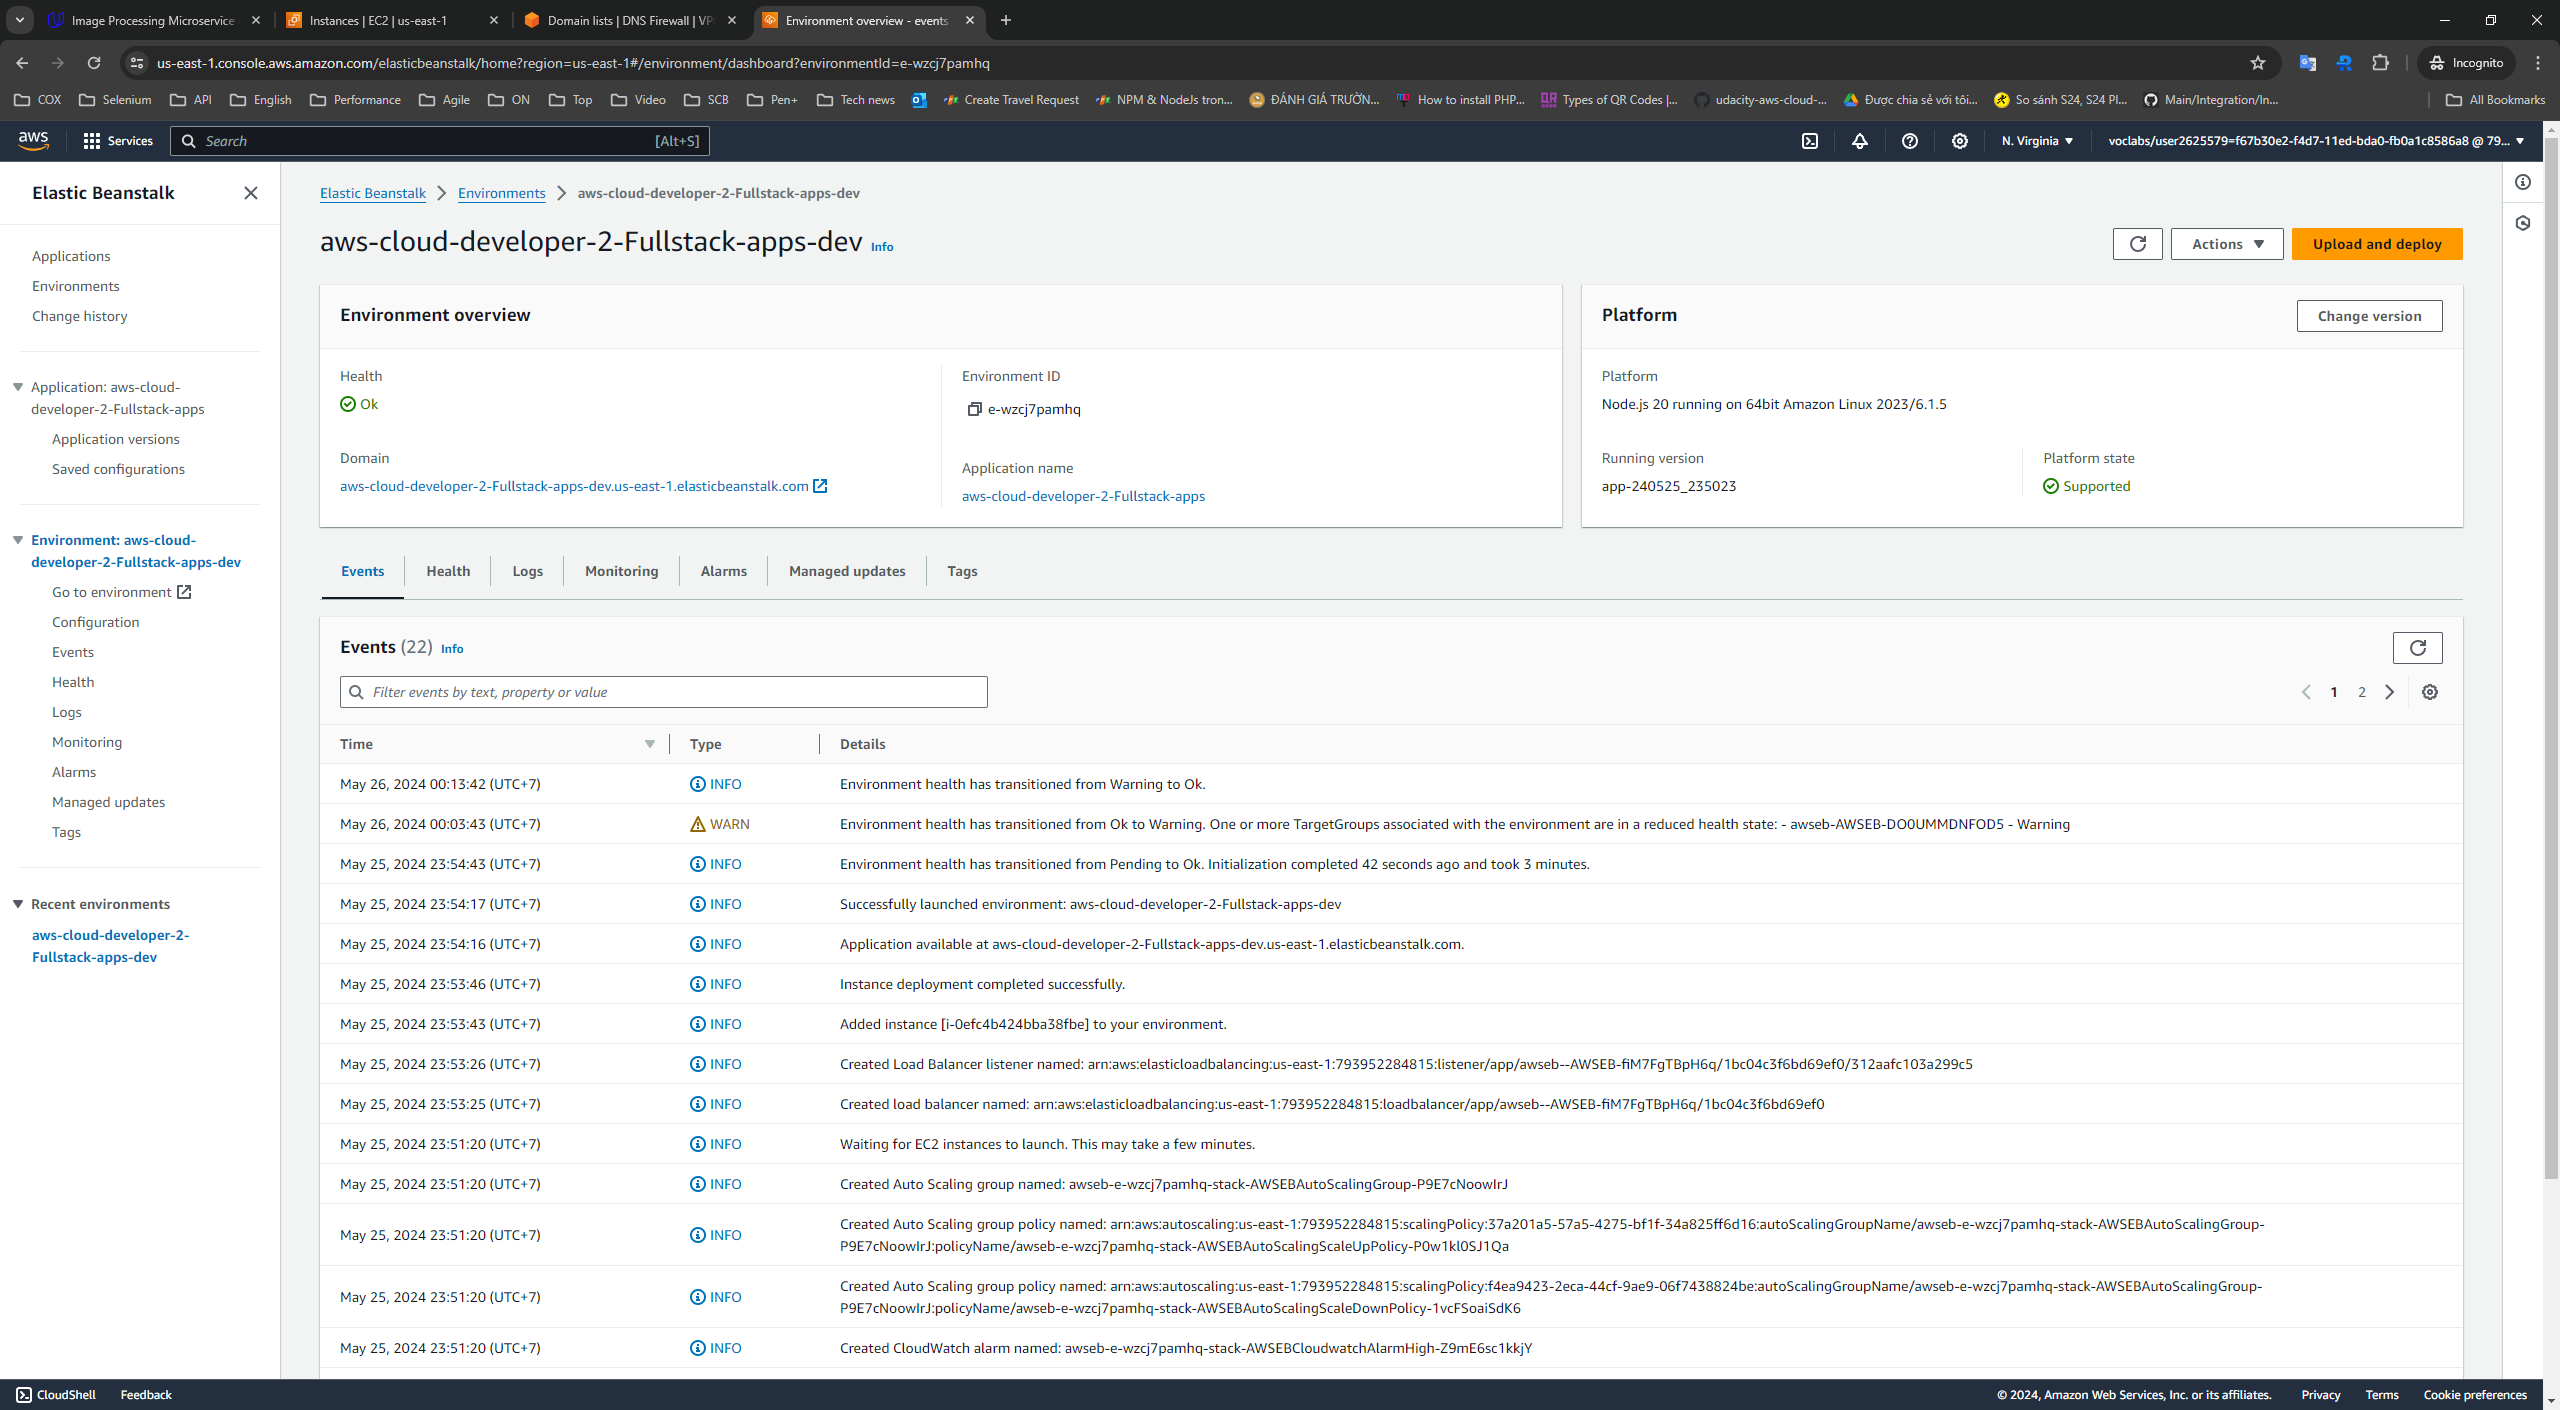 Image Processing Microservice
Instances | EC2 | us-east-1
Domain lists | DNS Firewall | VP
Environment overview - events
us-east-1.console.aws.amazon.com/elasticbeanstalk/home?region=us-east-1#/environment/dashboard?environmentId=e-wzcj7pamhq
Incognito
COX
Selenium
API
English
Performance
Agile
ON
Top
Video
SCB
Pen+
Tech news
Create Travel Request
NPM & NodeJs tron...
ĐÁNH GIÁ TRƯỜN...
How to install PHP...
Types of QR Codes |...
udacity-aws-cloud-...
Được chia sẻ với tôi...
So sánh S24, S24 Pl...
Main/Integration/In...
All Bookmarks
aws
Services
Search
[Alt+S]
N. Virginia
voclabs/user2625579=f67b30e2-f4d7-11ed-bda0-fb0a1c8586a8 @ 79...
Elastic Beanstalk
Applications
Environments
Change history
Application: aws-cloud-
developer-2-Fullstack-apps
Application versions
Saved configurations
Environment: aws-cloud-
developer-2-Fullstack-apps-dev
Go to environment
Configuration
Events
Health
Logs
Monitoring
Alarms
Managed updates
Tags
Recent environments
aws-cloud-developer-2-
Fullstack-apps-dev
Elastic Beanstalk > Environments > aws-cloud-developer-2-Fullstack-apps-dev
aws-cloud-developer-2-Fullstack-apps-dev Info
Actions
Upload and deploy
Environment overview
Health
Ok
Environment ID
e-wzcj7pamhq
Domain
aws-cloud-developer-2-Fullstack-apps-dev.us-east-1.elasticbeanstalk.com
Application name
aws-cloud-developer-2-Fullstack-apps
Platform
Change version
Platform
Node.js 20 running on 64bit Amazon Linux 2023/6.1.5
Running version
app-240525_235023
Platform state
Supported
Events
Health
Logs
Monitoring
Alarms
Managed updates
Tags
Events (22) Info
Filter events by text, property or value
1 2
Time Type Details
May 26, 2024 00:13:42 (UTC+7) INFO Environment health has transitioned from Warning to Ok.
May 26, 2024 00:03:43 (UTC+7) WARN Environment health has transitioned from Ok to Warning. One or more TargetGroups associated with the environment are in a reduced health state: - awseb-AWSEB-DO0UMMDNFOD5 - Warning
May 25, 2024 23:54:43 (UTC+7) INFO Environment health has transitioned from Pending to Ok. Initialization completed 42 seconds ago and took 3 minutes.
May 25, 2024 23:54:17 (UTC+7) INFO Successfully launched environment: aws-cloud-developer-2-Fullstack-apps-dev
May 25, 2024 23:54:16 (UTC+7) INFO Application available at aws-cloud-developer-2-Fullstack-apps-dev.us-east-1.elasticbeanstalk.com.
May 25, 2024 23:53:46 (UTC+7) INFO Instance deployment completed successfully.
May 25, 2024 23:53:43 (UTC+7) INFO Added instance [i-0efc4b424bba38fbe] to your environment.
May 25, 2024 23:53:26 (UTC+7) INFO Created Load Balancer listener named: arn:aws:elasticloadbalancing:us-east-1:793952284815:listener/app/awseb--AWSEB-fiM7FgTBpH6q/1bc04c3f6bd69ef0/312aafc103a299c5
May 25, 2024 23:53:25 (UTC+7) INFO Created load balancer named: arn:aws:elasticloadbalancing:us-east-1:793952284815:loadbalancer/app/awseb--AWSEB-fiM7FgTBpH6q/1bc04c3f6bd69ef0
May 25, 2024 23:51:20 (UTC+7) INFO Waiting for EC2 instances to launch. This may take a few minutes.
May 25, 2024 23:51:20 (UTC+7) INFO Created Auto Scaling group named: awseb-e-wzcj7pamhq-stack-AWSEBAutoScalingGroup-P9E7cNoowIrJ
May 25, 2024 23:51:20 (UTC+7) INFO Created Auto Scaling group policy named: arn:aws:autoscaling:us-east-1:793952284815:scalingPolicy:37a201a5-57a5-4275-bf1f-34a825ff6d16:autoScalingGroupName/awseb-e-wzcj7pamhq-stack-AWSEBAutoScalingGroup-
P9E7cNoowIrJ:policyName/awseb-e-wzcj7pamhq-stack-AWSEBAutoScalingScaleUpPolicy-P0w1kl0SJ1Qa
May 25, 2024 23:51:20 (UTC+7) INFO Created Auto Scaling group policy named: arn:aws:autoscaling:us-east-1:793952284815:scalingPolicy:f4ea9423-2eca-44cf-9ae9-06f7438824be:autoScalingGroupName/awseb-e-wzcj7pamhq-stack-AWSEBAutoScalingGroup-
P9E7cNoowIrJ:policyName/awseb-e-wzcj7pamhq-stack-AWSEBAutoScalingScaleDownPolicy-1vcFSoaiSdK6
May 25, 2024 23:51:20 (UTC+7) INFO Created CloudWatch alarm named: awseb-e-wzcj7pamhq-stack-AWSEBCloudwatchAlarmHigh-Z9mE6sc1kkjY
CloudShell
Feedback
© 2024, Amazon Web Services, Inc. or its affiliates.
Privacy
Terms
Cookie preferences